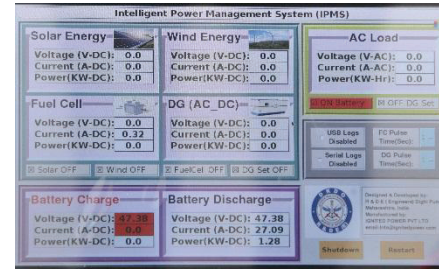 Intelligent Power Management System (IPMS)
Solar Energy
Voltage (V-DC): 0.0
Current (A-DC): 0.0
Power(KW-DC): 0.0
Wind Energy
Voltage (V-DC): 0.0
Current (A-DC): 0.0
Power(KW-DC): 0.0
AC Load
Voltage (V-AC): 0.0
Current (A-AC): 0.0
Power(KW-Hr): 0.0
ON Battery
OFF DG Set
Fuel Cell
Voltage (V-DC): 0.0
Current (A-DC): 0.32
Power(KW-DC): 0.0
DG (AC_DC)
Voltage (V-DC): 0.0
Current (A-DC): 0.0
Power(KW-DC): 0.0
Solar OFF
Wind OFF
FuelCel OFF
DG Set OFF
USB Logs
Disabled
FC Pulse
Time(Sec):
Serial Logs
Disabled
DG Pulse
Time(Sec):
Battery Charge
Voltage (V-DC): 47.38
Current (A-DC): 0.0
Power(KW-DC): 0.0
Battery Discharge
Voltage (V-DC): 47.38
Current (A-DC): 27.09
Power(KW-DC): 1.28
Designed & Developed by:
Manufactured by:
Shutdown
Restart